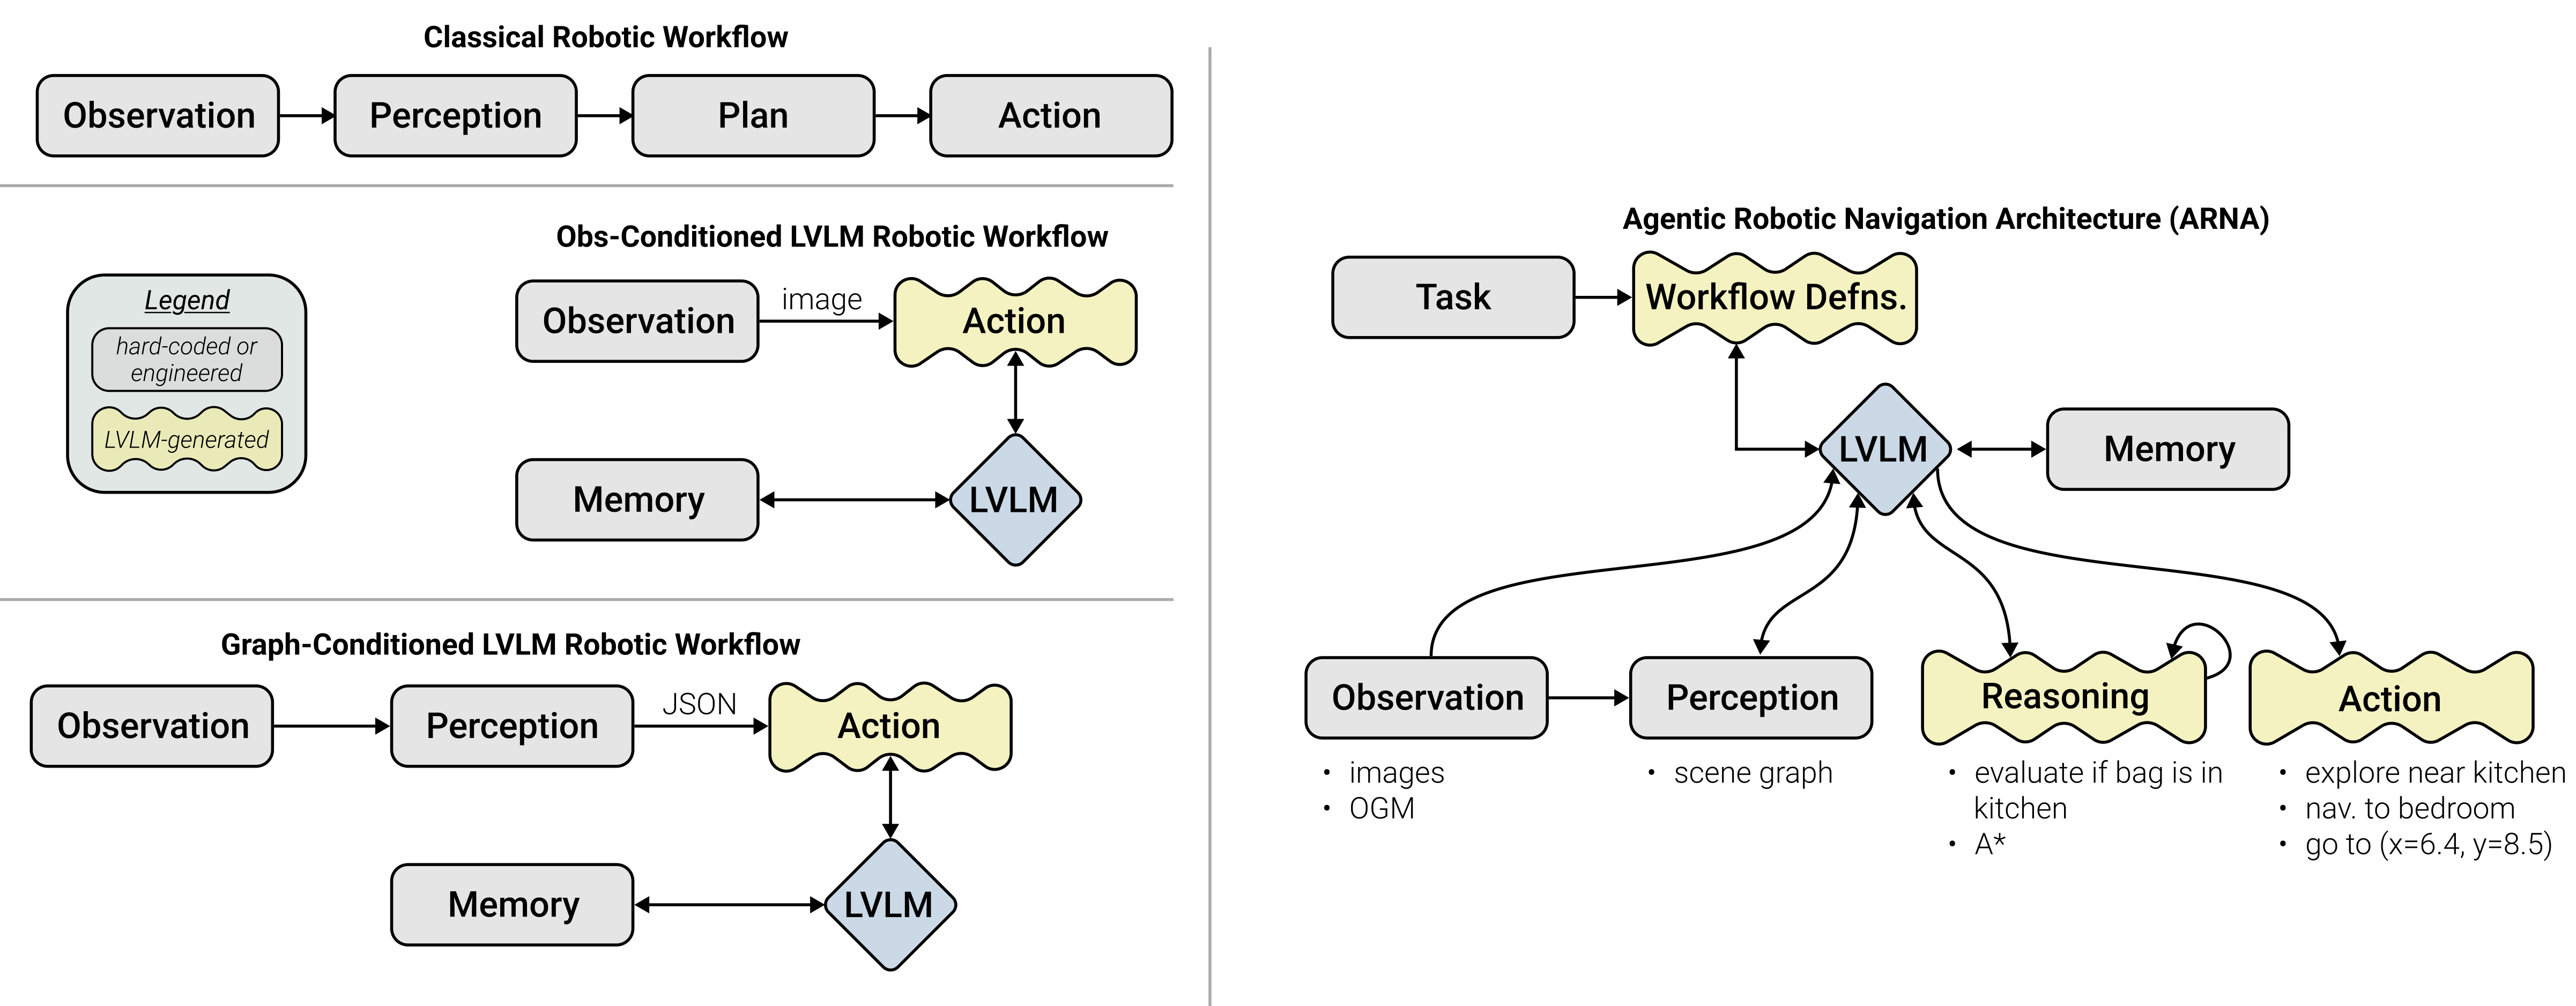 Classical Robotic Workflow
Observation
Perception
Plan
Action
Obs-Conditioned LVLM Robotic Workflow
Legend
hard-coded or
engineered
LVLM-generated
Observation
image
Action
Memory
LVLM
Graph-Conditioned LVLM Robotic Workflow
Observation
Perception
JSON
Action
Memory
LVLM
Agentic Robotic Navigation Architecture (ARNA)
Task
Workflow Defns.
LVLM
Memory
Observation
• images
• OGM
Perception
• scene graph
Reasoning
• evaluate if bag is in
kitchen
• A*
Action
• explore near kitchen
• nav. to bedroom
• go to (x=6.4, y=8.5)